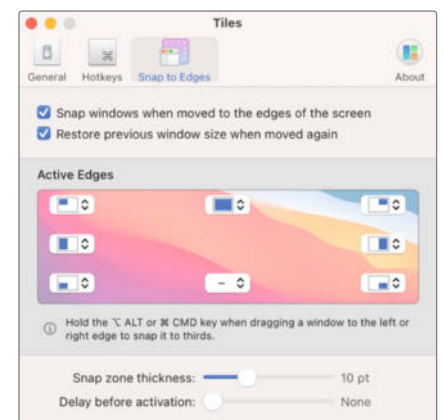 Tiles
General Hotkeys Snap to Edges About
Snap windows when moved to the edges of the screen
Restore previous window size when moved again
Active Edges
–
Hold the ⌥ ALT or ⌘ CMD key when dragging a window to the left or
right edge to snap it to thirds.
Snap zone thickness: 10 pt
Delay before activation: None